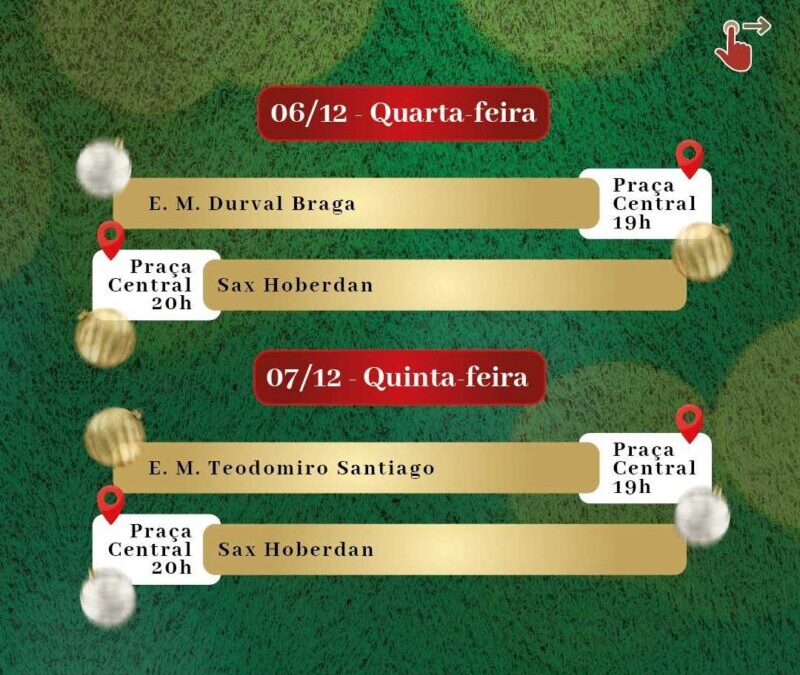 06/12 - Quarta-feira
E. M. Durval Braga
Praça
Central
19h
Praça
Central
20h
Sax Hoberdan
07/12 - Quinta-feira
E. M. Teodomiro Santiago
Praça
Central
19h
Praça
Central
20h
Sax Hoberdan